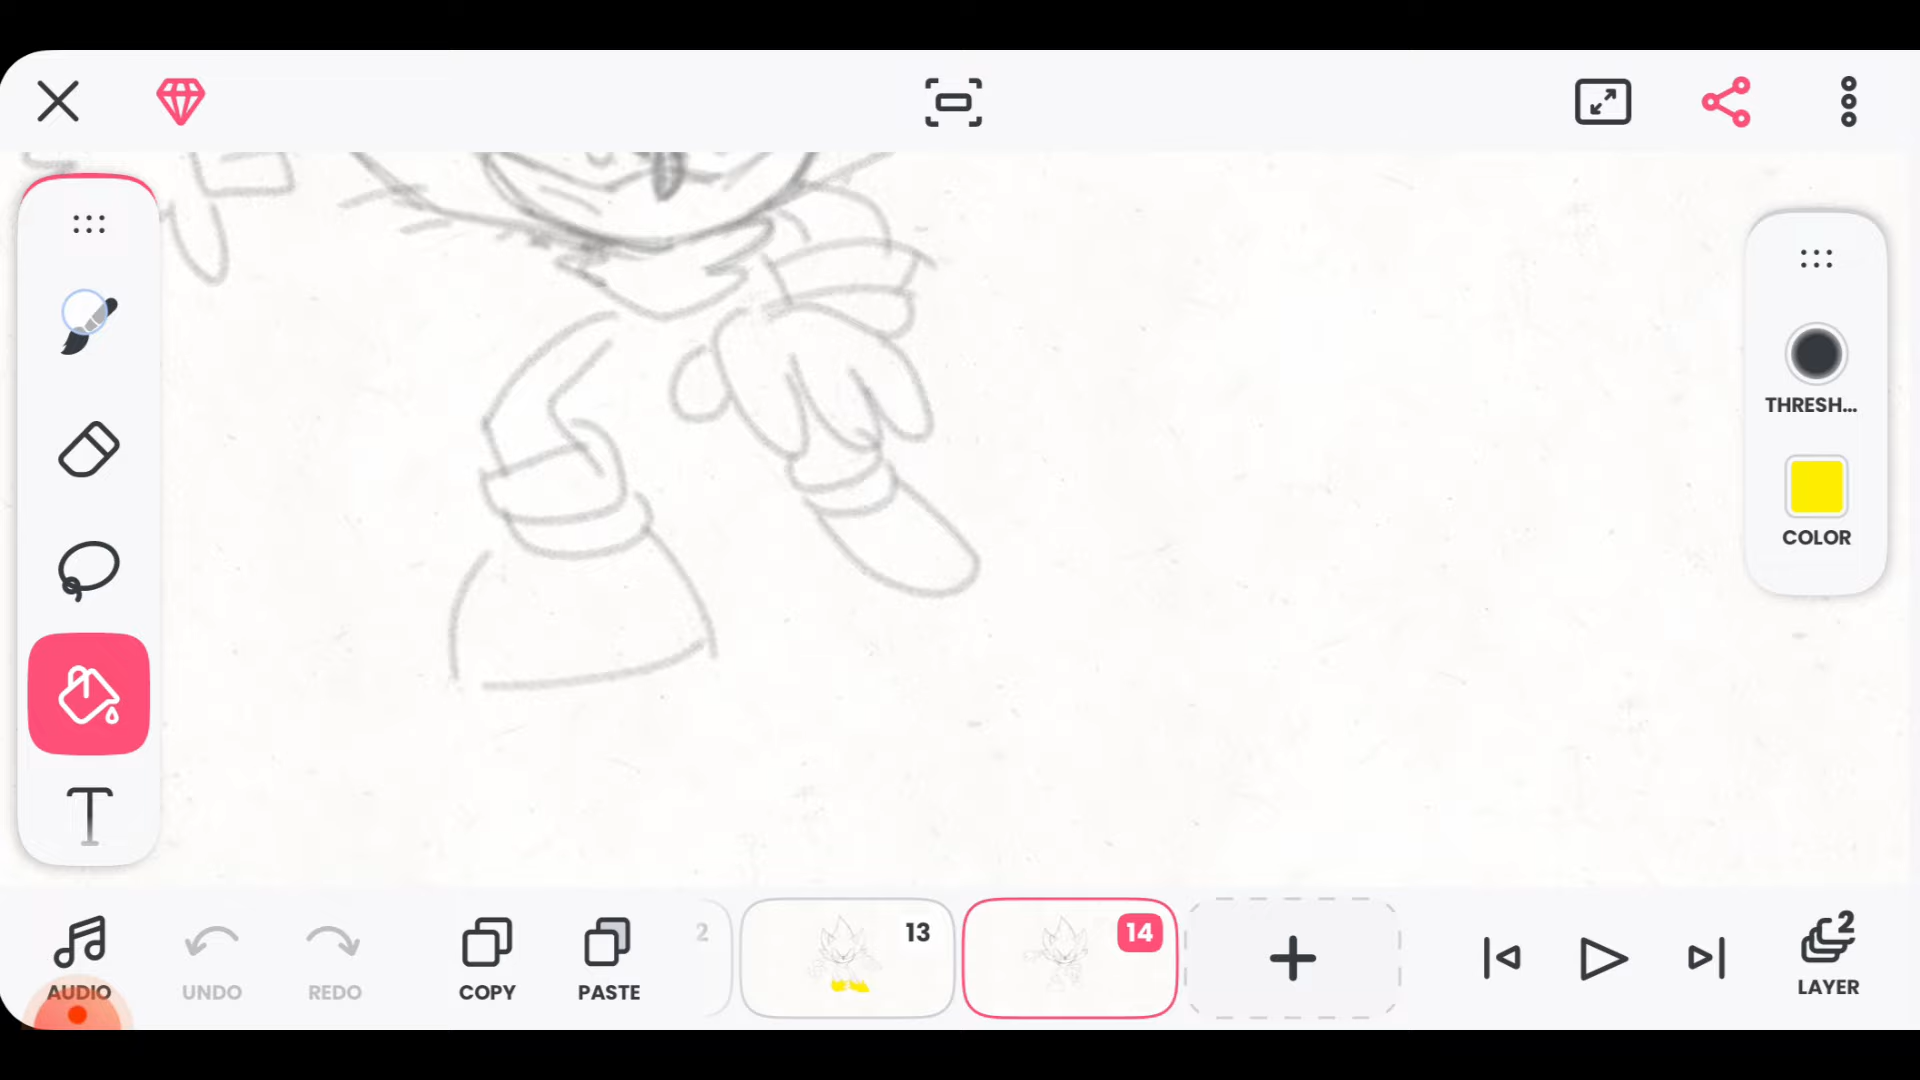 THRESH...
COLOR
T
2
13
14
2
AUDIO
UNDO
REDO
COPY
PASTE
LAYER